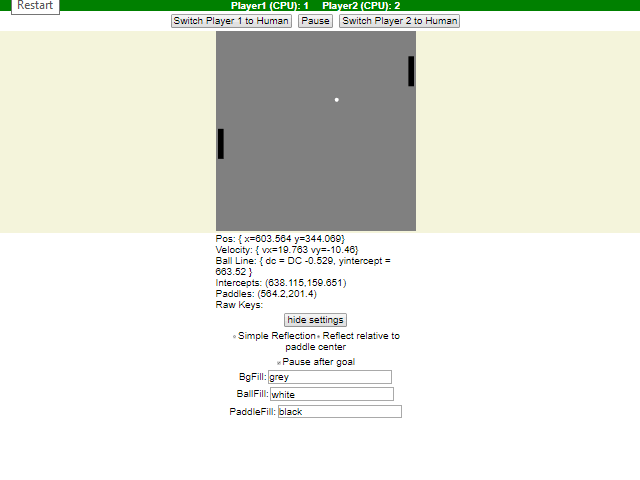 Restart
Player1 (CPU): 1 Player2 (CPU): 2
Switch Player 1 to Human Pause Switch Player 2 to Human
Pos: { x=603.564 y=344.069}
Velocity: { vx=19.763 vy=-10.46}
Ball Line: { dc = DC -0.529, yintercept =
663.52 }
Intercepts: (638.115,159.651)
Paddles: (564.2,201.4)
Raw Keys:
hide settings
Simple Reflection Reflect relative to
paddle center
Pause after goal
BgFill: grey
BallFill: white
PaddleFill: black